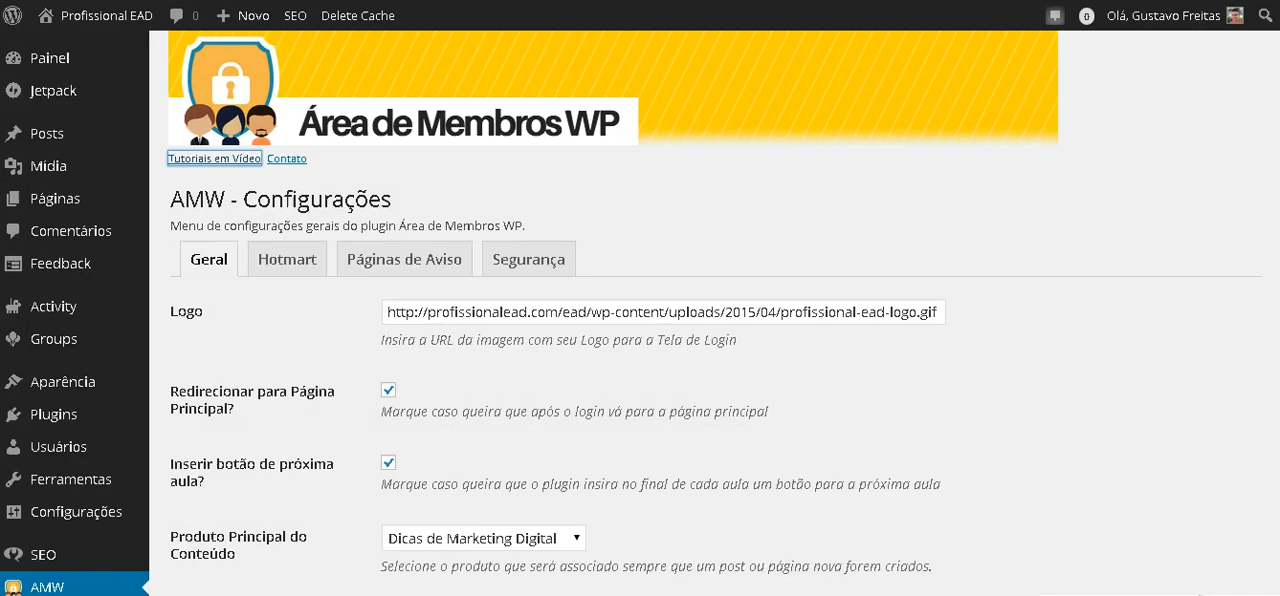 Profissional EAD 0 Novo SEO Delete Cache Olá, Gustavo Freitas
Painel
Jetpack
Posts
Mídia
Páginas
Comentários
Feedback
Activity
Groups
Aparência
Plugins
Usuários
Ferramentas
Configurações
SEO
AMW
Área de Membros WP
Tutoriais em Vídeo Contato
AMW - Configurações
Menu de configurações gerais do plugin Área de Membros WP.
Geral Hotmart Páginas de Aviso Segurança
Logo
http://profissionalead.com/ead/wp-content/uploads/2015/04/profissional-ead-logo.gif
Insira a URL da imagem com seu Logo para a Tela de Login
Redirecionar para Página
Principal?
Marque caso queira que após o login vá para a página principal
Inserir botão de próxima
aula?
Marque caso queira que o plugin insira no final de cada aula um botão para a próxima aula
Produto Principal do
Conteúdo
Dicas de Marketing Digital
Selecione o produto que será associado sempre que um post ou página nova forem criados.